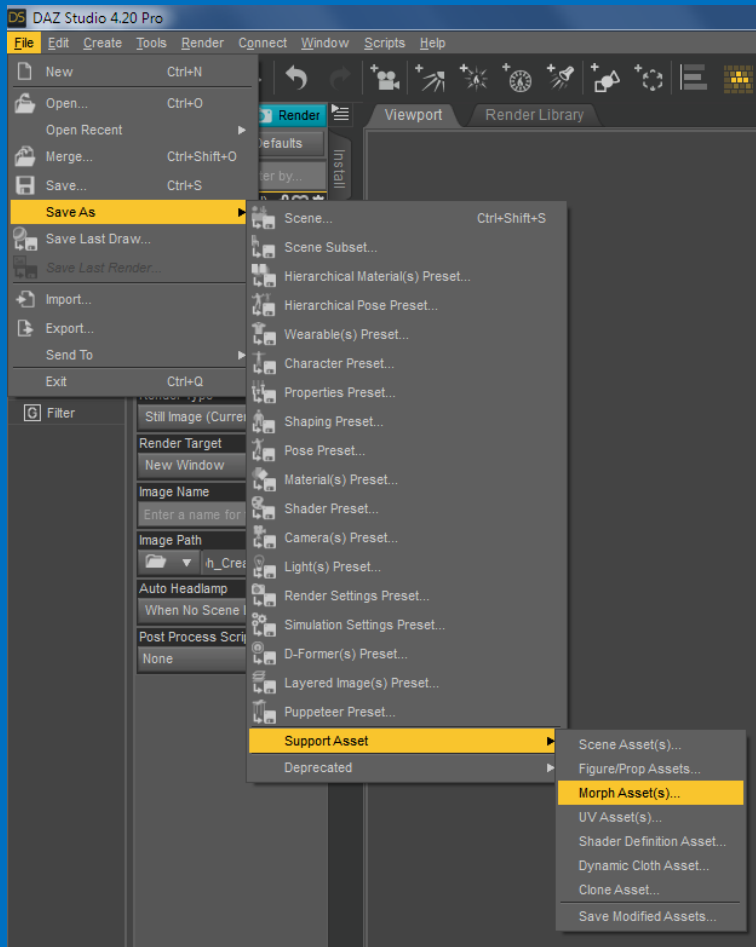 DS DAZ Studio 4.20 Pro
File Edit Create Tools Render Connect Window Scripts Help
New Ctrl+N
Open... Ctrl+O
Open Recent
Merge... Ctrl+Shift+O
Save... Ctrl+S
Save As
Save Last Draw...
Save Last Render...
Import...
Export...
Send To
Exit Ctrl+Q
Render
Viewport
Render Library
Install
Scene... Ctrl+Shift+S
Scene Subset...
Hierarchical Material(s) Preset...
Hierarchical Pose Preset...
Wearable(s) Preset...
Character Preset...
Properties Preset...
Shaping Preset...
Pose Preset...
Material(s) Preset...
Shader Preset...
Camera(s) Preset...
Light(s) Preset...
Render Settings Preset...
Simulation Settings Preset...
D-Former(s) Preset...
Layered Image(s) Preset...
Puppeteer Preset...
Support Asset
Deprecated
Scene Asset(s)...
Figure/Prop Assets...
Morph Asset(s)...
UV Asset(s)...
Shader Definition Asset...
Dynamic Cloth Asset...
Clone Asset...
Save Modified Assets...
G Filter
Render Type
Still Image (Curre
Render Target
New Window
Image Name
Enter a name for
Image Path
Auto Headlamp
When No Scene
Post Process Scri
None